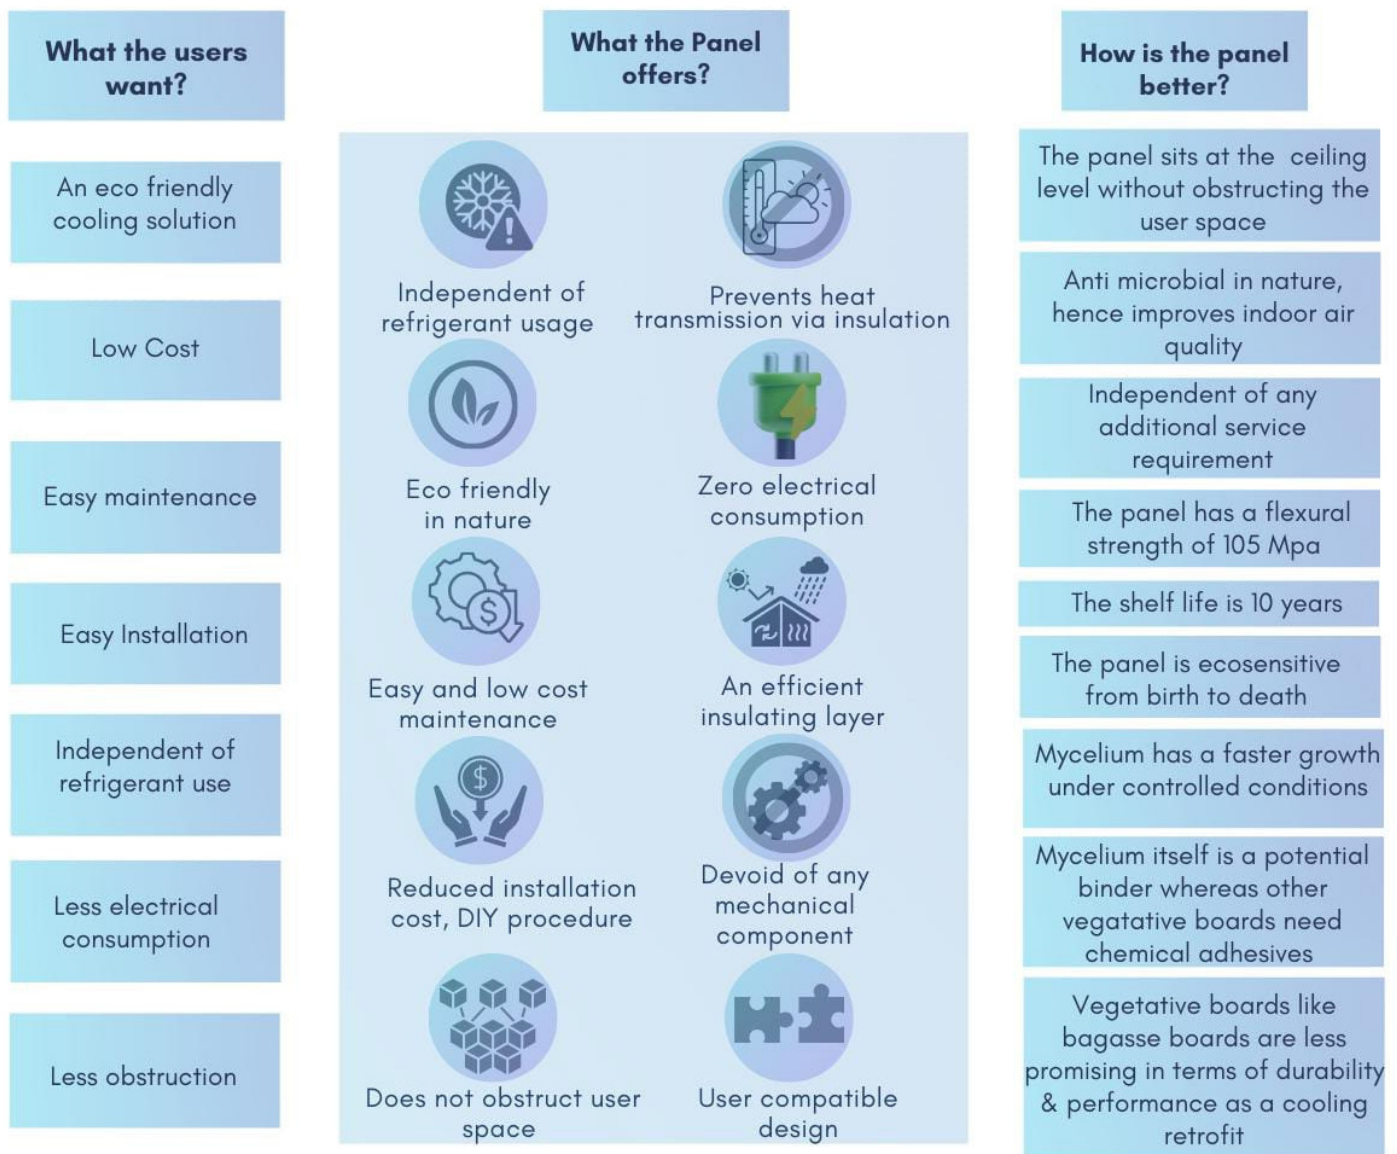 What the users
want?
An eco friendly
cooling solution
Low Cost
Easy maintenance
Easy Installation
Independent of
refrigerant use
Less electrical
consumption
Less obstruction
What the Panel
offers?
Independent of
refrigerant usage
Prevents heat
transmission via insulation
Eco friendly
in nature
Zero electrical
consumption
Easy and low cost
maintenance
An efficient
insulating layer
Reduced installation
cost, DIY procedure
Devoid of any
mechanical
component
Does not obstruct user
space
User compatible
design
How is the panel
better?
The panel sits at the ceiling
level without obstructing the
user space
Anti microbial in nature,
hence improves indoor air
quality
Independent of any
additional service
requirement
The panel has a flexural
strength of 105 Mpa
The shelf life is 10 years
The panel is ecosensitive
from birth to death
Mycelium has a faster growth
under controlled conditions
Mycelium itself is a potential
binder whereas other
vegatative boards need
chemical adhesives
Vegetative boards like
bagasse boards are less
promising in terms of durability
& performance as a cooling
retrofit